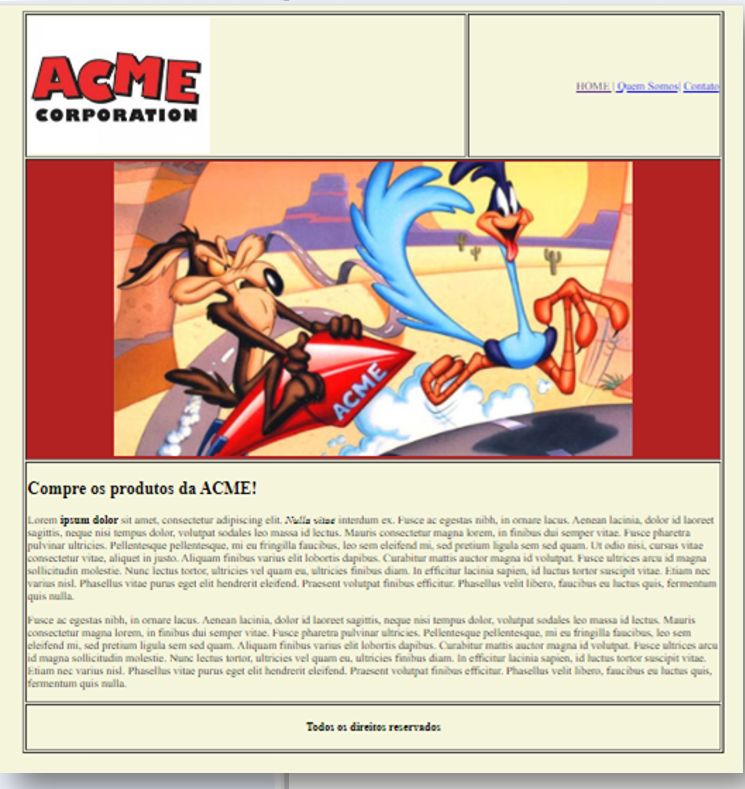 ACME
CORPORATION
HOME | Quem Somos| Contato
ACME
Compre os produtos da ACME!
Lorem ipsum dolor sit amet, consectetur adipiscing elit. Nulla vitae interdum ex. Fusce ac egestas nibh, in ornare lacus. Aenean lacinia, dolor id laoreet
sagittis, neque nisi tempus dolor, volutpat sodales leo massa id lectus. Mauris consectetur magna lorem, in finibus dui semper vitae. Fusce pharetra
pulvinar ultricies. Pellentesque pellentesque, mi eu fringilla faucibus, leo sem eleifend mi, sed pretium ligula sem sed quam. Ut odio nisi, cursus vitae
consectetur vitae, aliquet in justo. Aliquam finibus varius elit lobortis dapibus. Curabitur mattis auctor magna id volutpat. Fusce ultrices arcu id magna
sollicitudin molestie. Nunc lectus tortor, ultricies vel quam eu, ultricies finibus diam. In efficitur lacinia sapien, id luctus tortor suscipit vitae. Etiam nec
varius nisl. Phasellus vitae purus eget elit hendrerit eleifend. Praesent volutpat finibus efficitur. Phasellus velit libero, faucibus eu luctus quis, fermentum
quis nulla.
Fusce ac egestas nibh, in ornare lacus. Aenean lacinia, dolor id laoreet sagittis, neque nisi tempus dolor, volutpat sodales leo massa id lectus. Mauris
consectetur magna lorem, in finibus dui semper vitae. Fusce pharetra pulvinar ultricies. Pellentesque pellentesque, mi eu fringilla faucibus, leo sem
eleifend mi, sed pretium ligula sem sed quam. Aliquam finibus varius elit lobortis dapibus. Curabitur mattis auctor magna id volutpat. Fusce ultrices arcu
id magna sollicitudin molestie. Nunc lectus tortor, ultricies vel quam eu, ultricies finibus diam. In efficitur lacinia sapien, id luctus tortor suscipit vitae.
Etiam nec varius nisl. Phasellus vitae purus eget elit hendrerit eleifend. Praesent volutpat finibus efficitur. Phasellus velit libero, faucibus eu luctus quis,
fermentum quis nulla.
Todos os direitos reservados